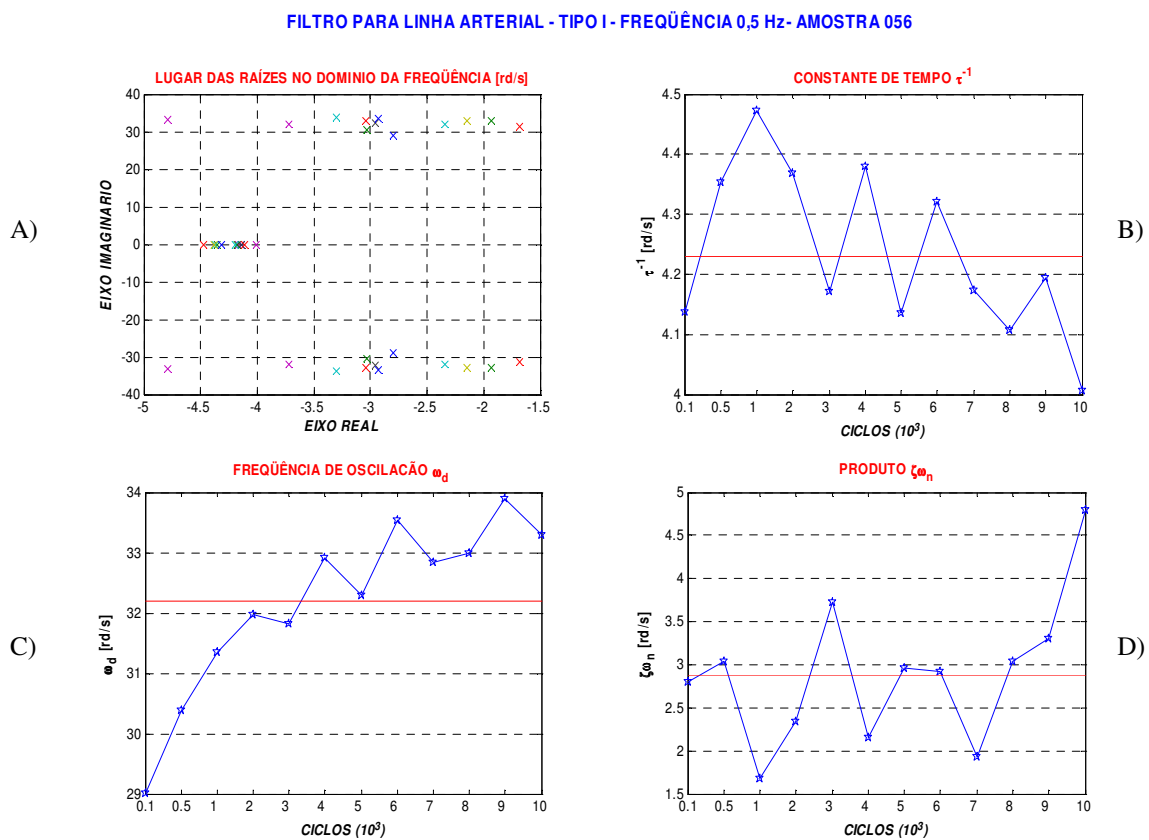 FILTRO PARA LINHA ARTERIAL - TIPO I - FREQÜÊNCIA 0,5 Hz- AMOSTRA 056
A)
LUGAR DAS RAÍZES NO DOMINIO DA FREQÜÊNCIA [rd/s]
EIXO IMAGINARIO
40
30
20
10
0
-10
-20
-30
-40
-5 -4.5 -4 -3.5 -3 -2.5 -2 -1.5
EIXO REAL
B)
CONSTANTE DE TEMPO τ⁻¹
τ⁻¹ [rd/s]
4.5
4.4
4.3
4.2
4.1
4
0.1 0.5 1 2 3 4 5 6 7 8 9 10
CICLOS (10³)
C)
FREQÜÊNCIA DE OSCILACÃO ω_d
ω_d [rd/s]
34
33
32
31
30
29
0.1 0.5 1 2 3 4 5 6 7 8 9 10
CICLOS (10³)
D)
PRODUTO ζω_n
ζω_n [rd/s]
5
4.5
4
3.5
3
2.5
2
1.5
0.1 0.5 1 2 3 4 5 6 7 8 9 10
CICLOS (10³)